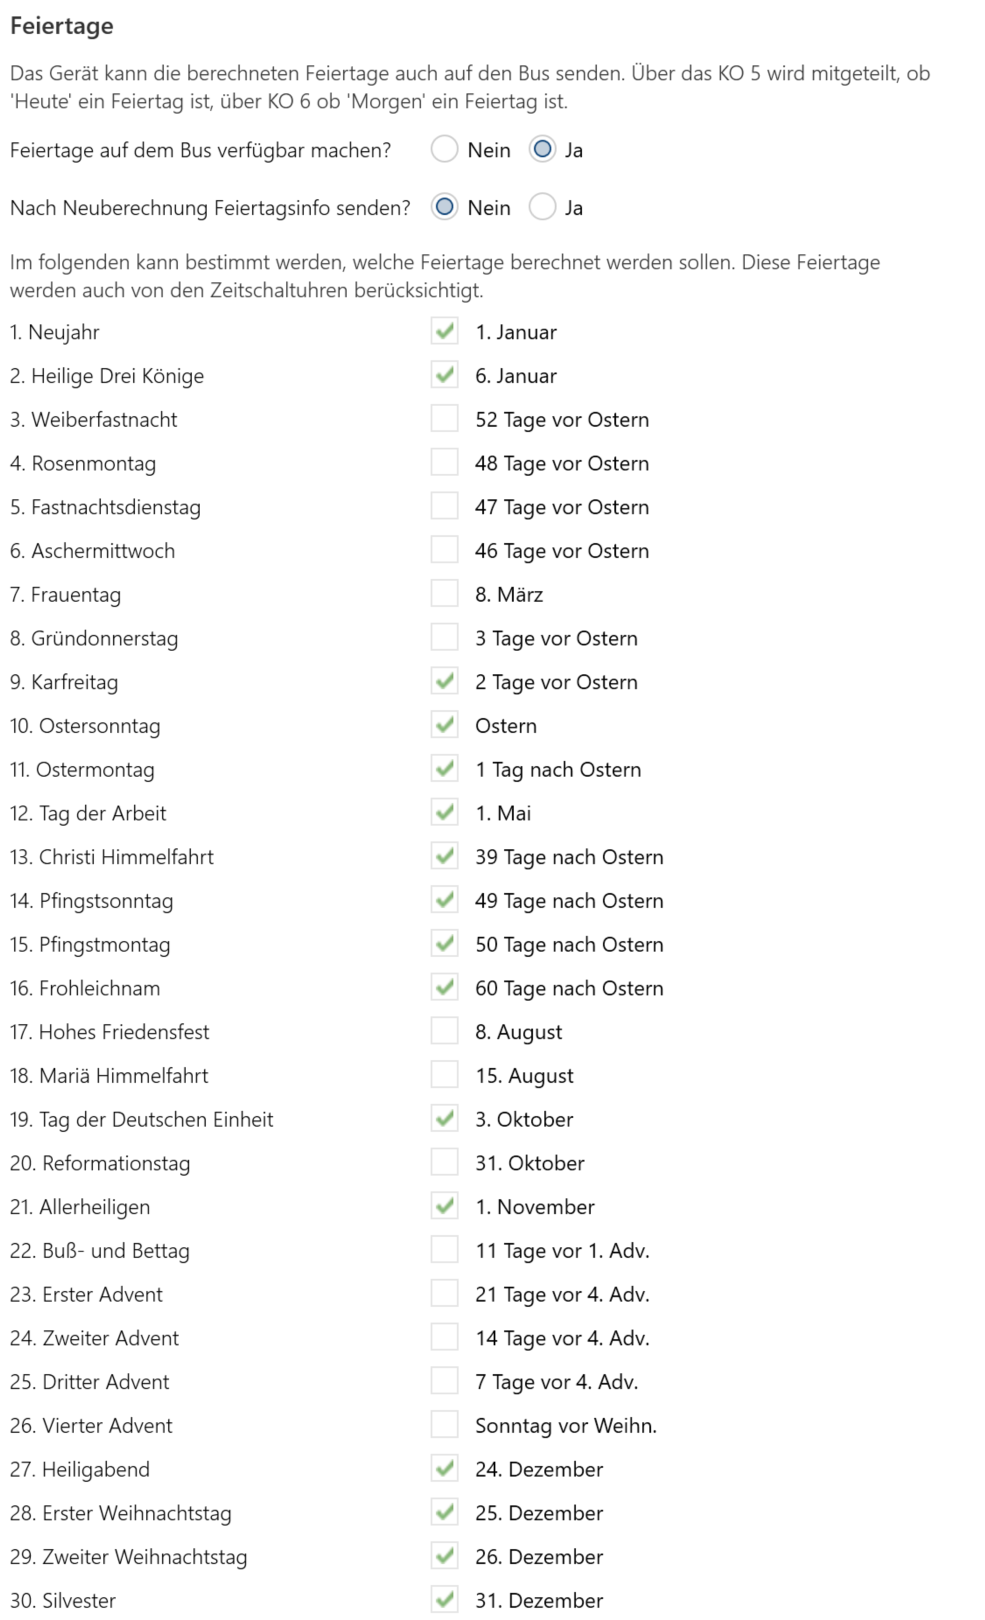 Feiertage
Das Gerät kann die berechneten Feiertage auch auf den Bus senden. Über das KO 5 wird mitgeteilt, ob
'Heute' ein Feiertag ist, über KO 6 ob 'Morgen' ein Feiertag ist.
Feiertage auf dem Bus verfügbar machen? Nein Ja
Nach Neuberechnung Feiertagsinfo senden? Nein Ja
Im folgenden kann bestimmt werden, welche Feiertage berechnet werden sollen. Diese Feiertage
werden auch von den Zeitschaltuhren berücksichtigt.
1. Neujahr 1. Januar
2. Heilige Drei Könige 6. Januar
3. Weiberfastnacht 52 Tage vor Ostern
4. Rosenmontag 48 Tage vor Ostern
5. Fastnachtsdienstag 47 Tage vor Ostern
6. Aschermittwoch 46 Tage vor Ostern
7. Frauentag 8. März
8. Gründonnerstag 3 Tage vor Ostern
9. Karfreitag 2 Tage vor Ostern
10. Ostersonntag Ostern
11. Ostermontag 1 Tag nach Ostern
12. Tag der Arbeit 1. Mai
13. Christi Himmelfahrt 39 Tage nach Ostern
14. Pfingstsonntag 49 Tage nach Ostern
15. Pfingstmontag 50 Tage nach Ostern
16. Frohleichnam 60 Tage nach Ostern
17. Hohes Friedensfest 8. August
18. Mariä Himmelfahrt 15. August
19. Tag der Deutschen Einheit 3. Oktober
20. Reformationstag 31. Oktober
21. Allerheiligen 1. November
22. Buß- und Bettag 11 Tage vor 1. Adv.
23. Erster Advent 21 Tage vor 4. Adv.
24. Zweiter Advent 14 Tage vor 4. Adv.
25. Dritter Advent 7 Tage vor 4. Adv.
26. Vierter Advent Sonntag vor Weihn.
27. Heiligabend 24. Dezember
28. Erster Weihnachtstag 25. Dezember
29. Zweiter Weihnachtstag 26. Dezember
30. Silvester 31. Dezember